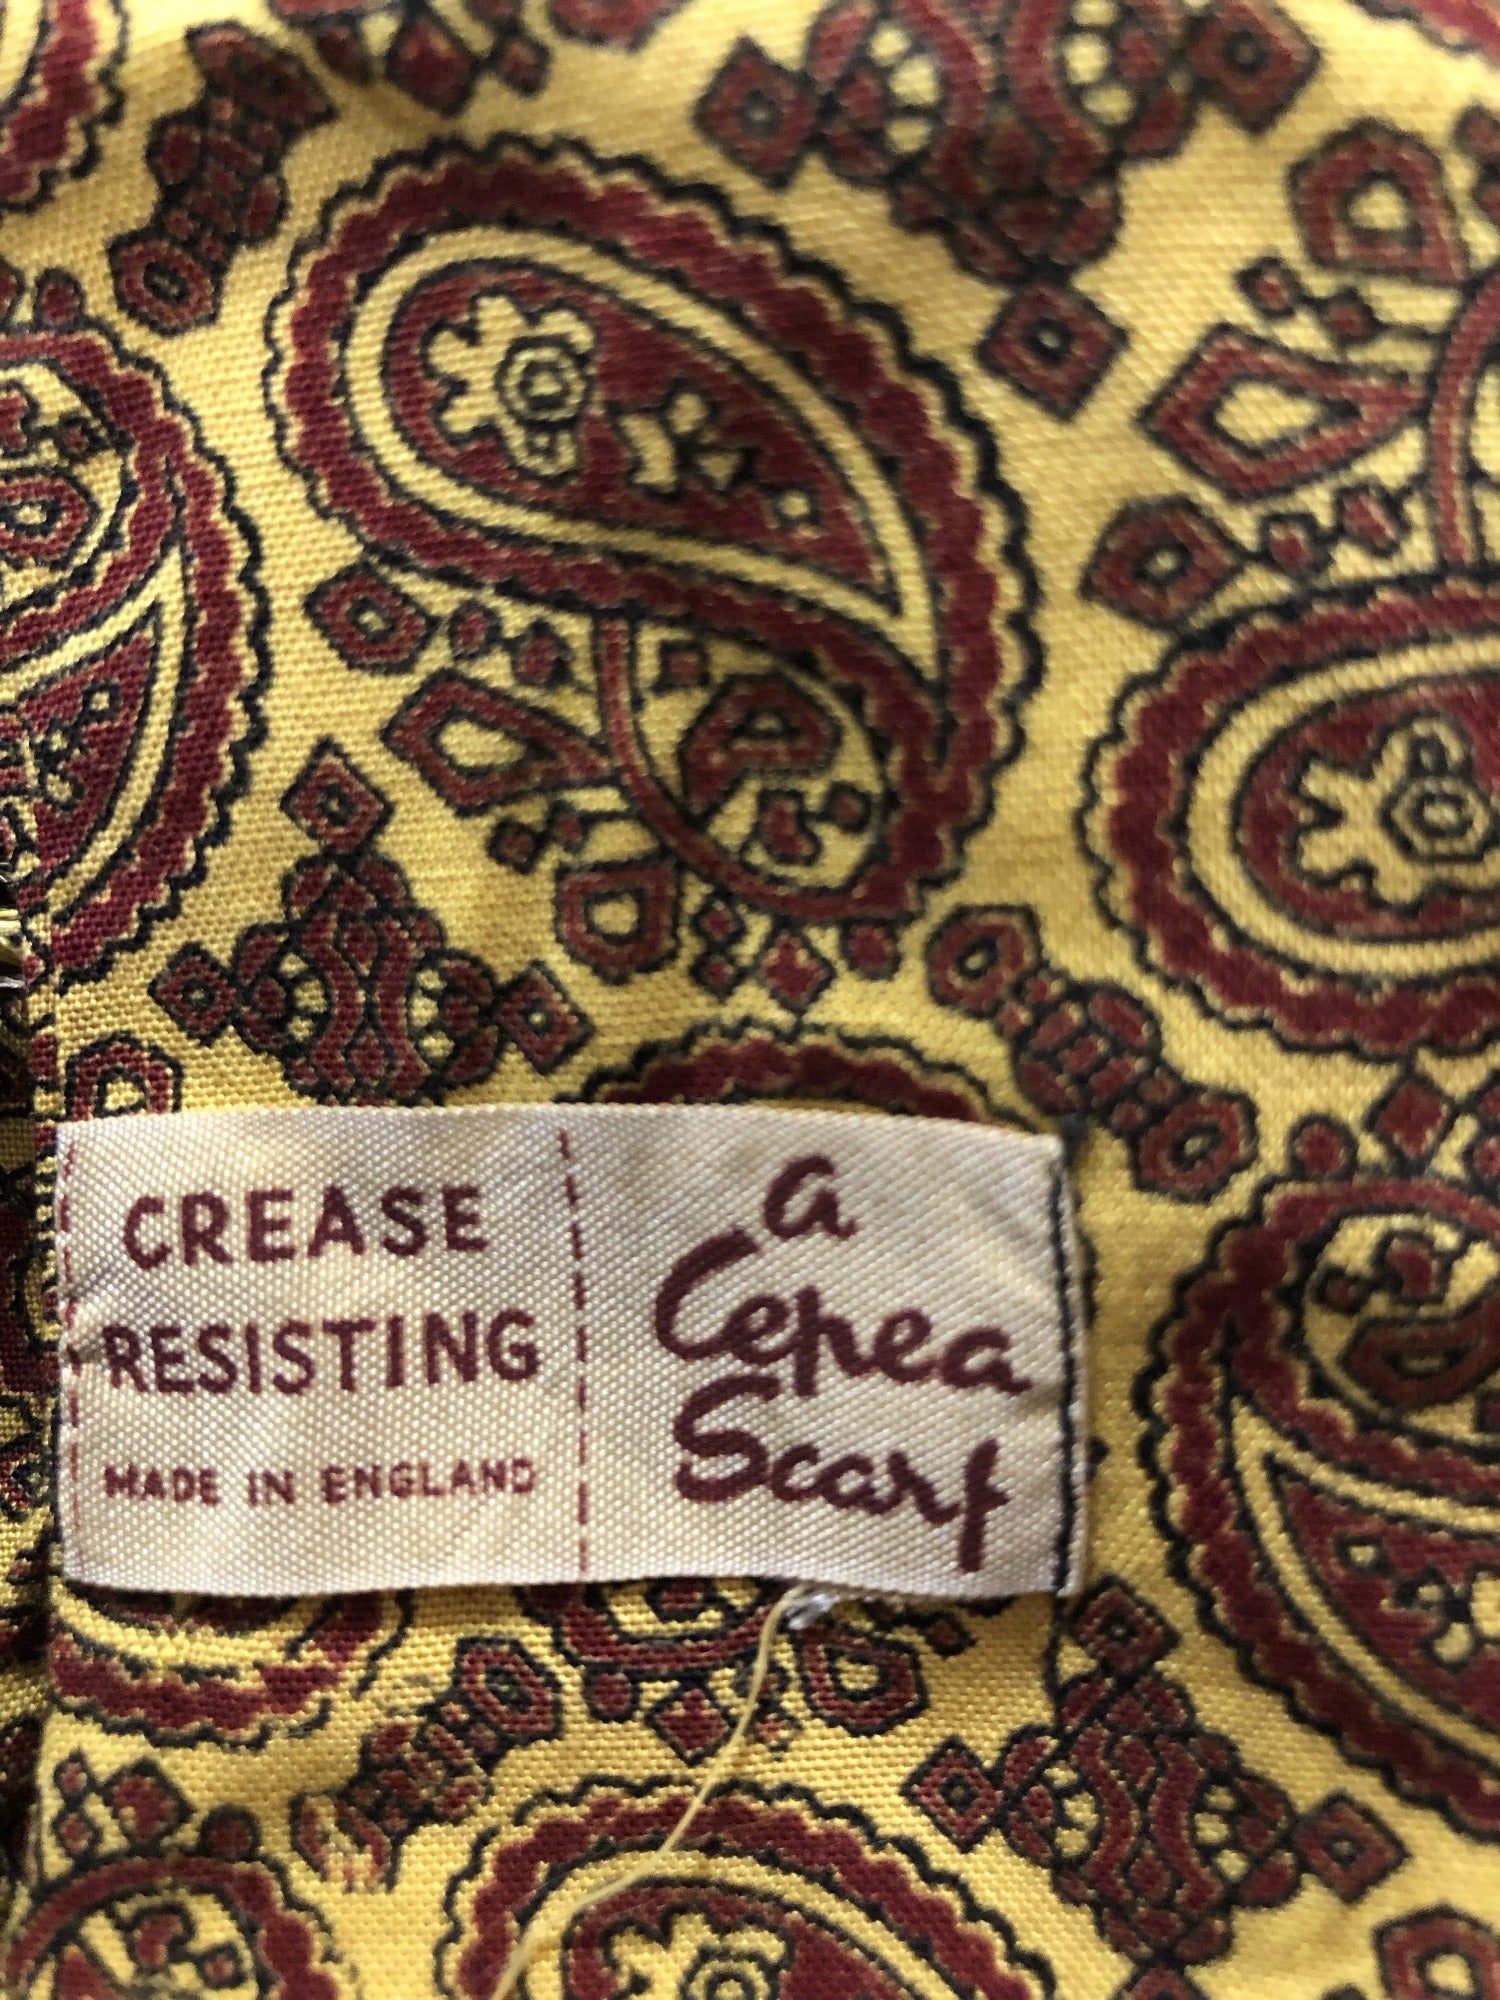 CREASE
RESISTING
MADE IN ENGLAND
a
Cepea
Scarf